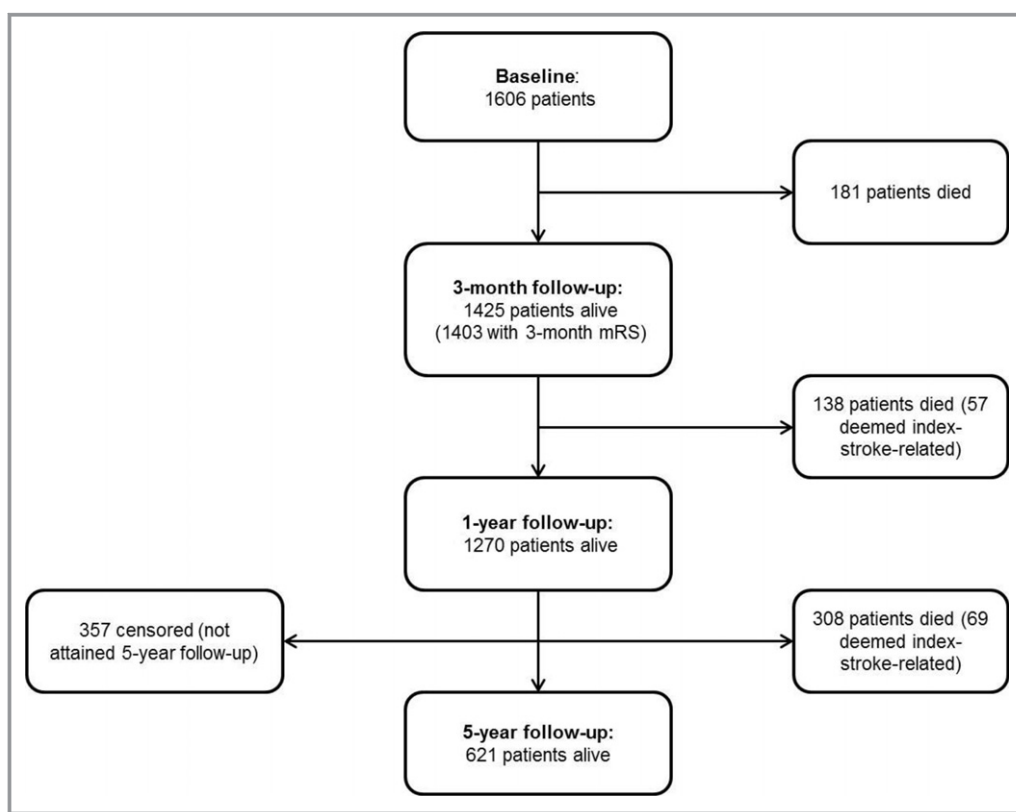 Baseline:
1606 patients
181 patients died
3-month follow-up:
1425 patients alive
(1403 with 3-month mRS)
138 patients died (57
deemed index-
stroke-related)
1-year follow-up:
1270 patients alive
357 censored (not
attained 5-year follow-up)
308 patients died (69
deemed index-
stroke-related)
5-year follow-up:
621 patients alive